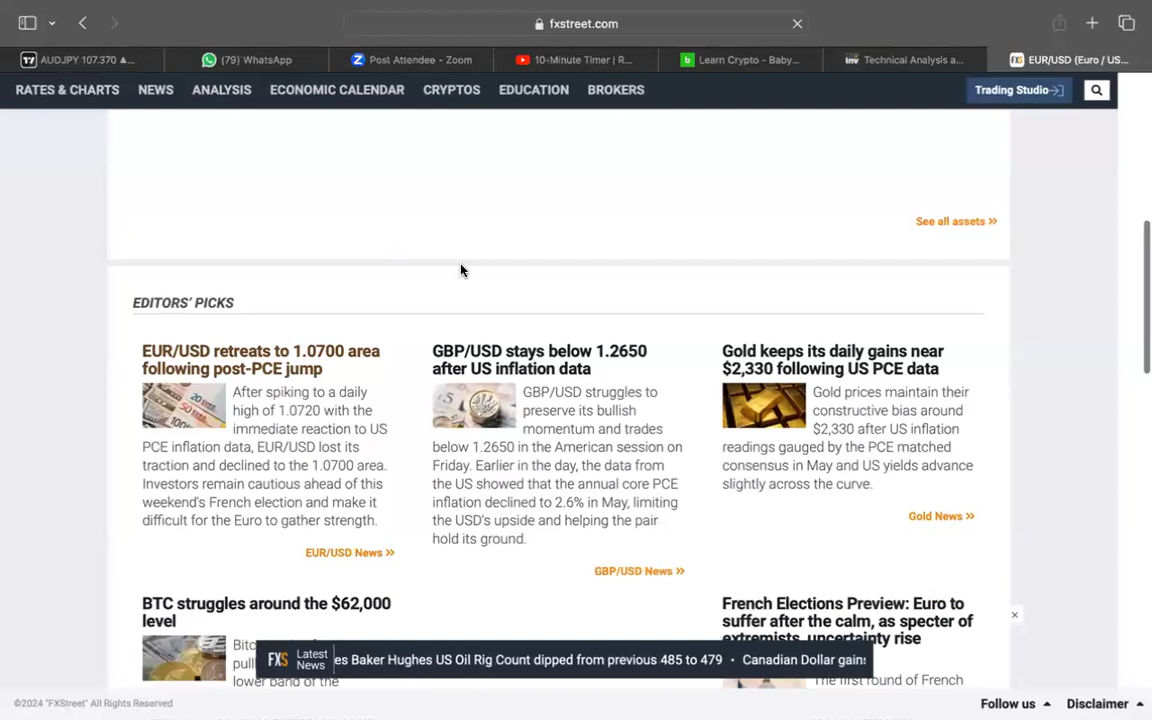 fxstreet.com
AUDJPY 107.370 ▲...
(79) WhatsApp
Post Attendee - Zoom
10-Minute Timer | R...
Learn Crypto - Baby...
Technical Analysis a...
EUR/USD (Euro / US...
RATES & CHARTS NEWS ANALYSIS ECONOMIC CALENDAR CRYPTOS EDUCATION BROKERS
Trading Studio
See all assets »
EDITORS' PICKS
EUR/USD retreats to 1.0700 area
following post-PCE jump
After spiking to a daily
high of 1.0720 with the
immediate reaction to US
PCE inflation data, EUR/USD lost its
traction and declined to the 1.0700 area.
Investors remain cautious ahead of this
weekend's French election and make it
difficult for the Euro to gather strength.
EUR/USD News »
GBP/USD stays below 1.2650
after US inflation data
GBP/USD struggles to
preserve its bullish
momentum and trades
below 1.2650 in the American session on
Friday. Earlier in the day, the data from
the US showed that the annual core PCE
inflation declined to 2.6% in May, limiting
the USD's upside and helping the pair
hold its ground.
GBP/USD News »
Gold keeps its daily gains near
$2,330 following US PCE data
Gold prices maintain their
constructive bias around
$2,330 after US inflation
readings gauged by the PCE matched
consensus in May and US yields advance
slightly across the curve.
Gold News »
BTC struggles around the $62,000
level
lower band of the
French Elections Preview: Euro to
suffer after the calm, as specter of
extremists, uncertainty rise
The first round of French
FXS Latest
News
es Baker Hughes US Oil Rig Count dipped from previous 485 to 479 · Canadian Dollar gain
©2024 "FXStreet" All Rights Reserved
Follow us
Disclaimer